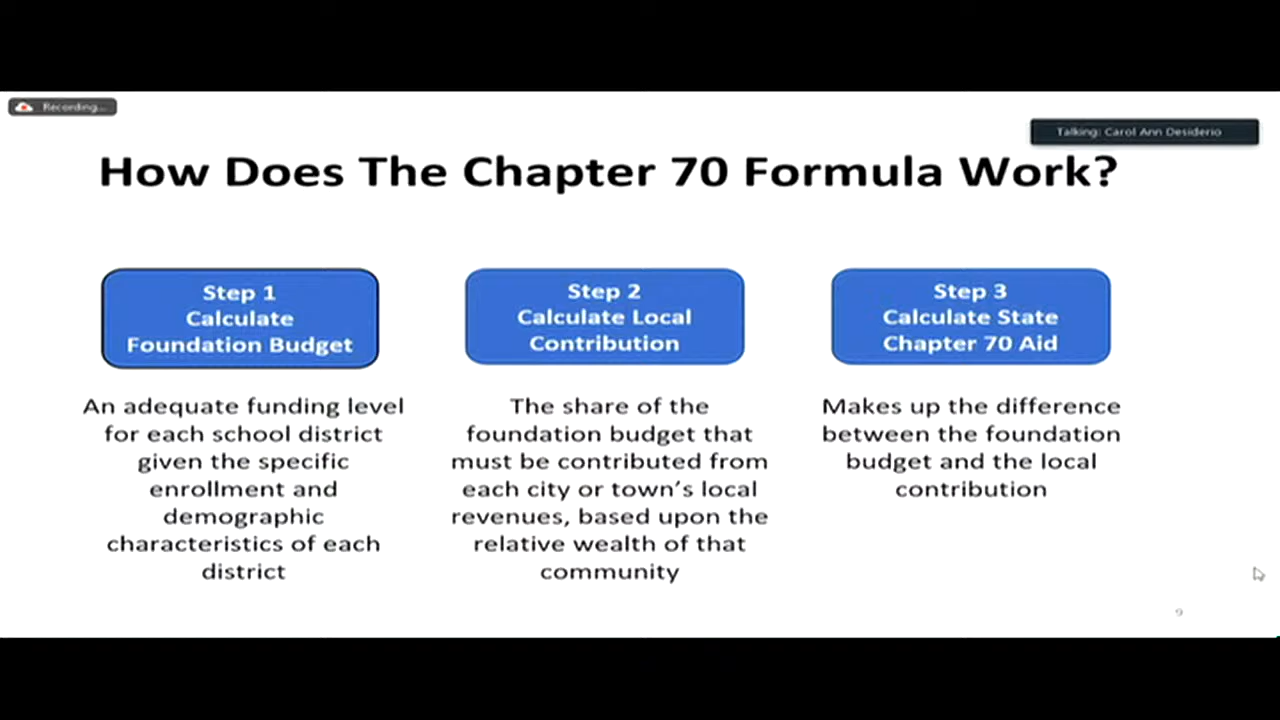 Recording...
Talking: Carol Ann Desiderio
How Does The Chapter 70 Formula Work?
Step 1
Calculate
Foundation Budget
An adequate funding level
for each school district
given the specific
enrollment and
demographic
characteristics of each
district
Step 2
Calculate Local
Contribution
The share of the
foundation budget that
must be contributed from
each city or town’s local
revenues, based upon the
relative wealth of that
community
Step 3
Calculate State
Chapter 70 Aid
Makes up the difference
between the foundation
budget and the local
contribution
9